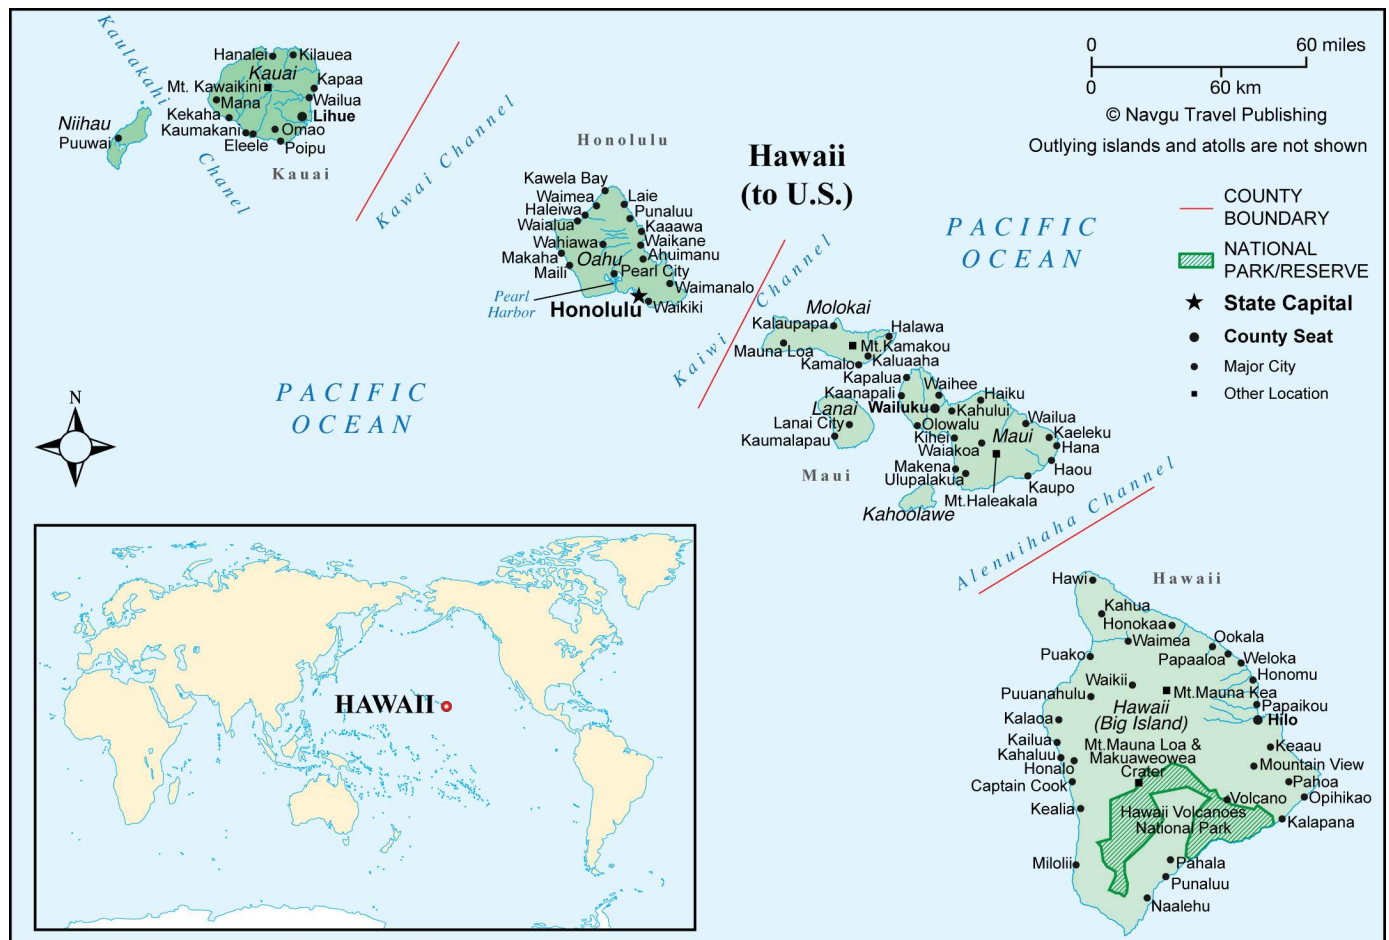 Kaulakahi
Chanel
Hanalei
Kilauea
Kauai
Mt. Kawaikini
Kapaa
Mana
Wailua
Kekaha
Lihue
Kaumakani
Omao
Eleele
Poipu
Niihau
Puuwai
Kauai
Kawai Channel
Honolulu
Kawela Bay
Waimea
Laie
Haleiwa
Punaluu
Waialua
Kaaawa
Wahiawa
Waikane
Makaha
Oahu
Ahuimanu
Maili
Pearl City
Waimanalo
Pearl
Harbor
Honolulu
Waikiki
Hawaii
(to U.S.)
0
60 miles
0
60 km
© Navgu Travel Publishing
Outlying islands and atolls are not shown
COUNTY
BOUNDARY
NATIONAL
PARK/RESERVE
State Capital
County Seat
Major City
Other Location
PACIFIC
OCEAN
PACIFIC
OCEAN
N
Kaiwi Channel
Molokai
Kalaupapa
Halawa
Mauna Loa
Mt.Kamakou
Kamalo
Kaluaaha
Kapalua
Waihee
Kaanapali
Haiku
Lanai
Wailuku
Kahului
Wailua
Lanai City
Olowalu
Kaumalapau
Kihei
Maui
Kaeleku
Waiakoa
Hana
Makena
Haou
Ulupalakua
Kaupo
Mt.Haleakala
Maui
Kahoolawe
Alenuihaha Channel
Hawaii
Hawi
Kahua
Honokaa
Waimea
Ookala
Puako
Papaaloa
Weloka
Honomu
Waikii
Puuanahulu
Mt.Mauna Kea
Hawaii
(Big Island)
Papaikou
Kalaoa
Hilo
Kailua
Mt.Mauna Loa &
Makuaweowea
Crater
Keaau
Kahaluu
Honalo
Mountain View
Captain Cook
Pahoa
Volcano
Opihikao
Kealia
Hawaii Volcanoes
National Park
Kalapana
Milolii
Pahala
Punaluu
Naalehu
HAWAII